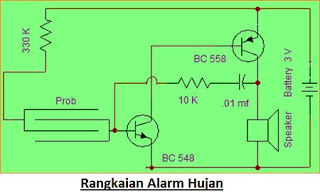 330 K
BC 558
Battery 3 V
Prob
10 K
.01 mf
Speaker
BC 548
Rangkaian Alarm Hujan